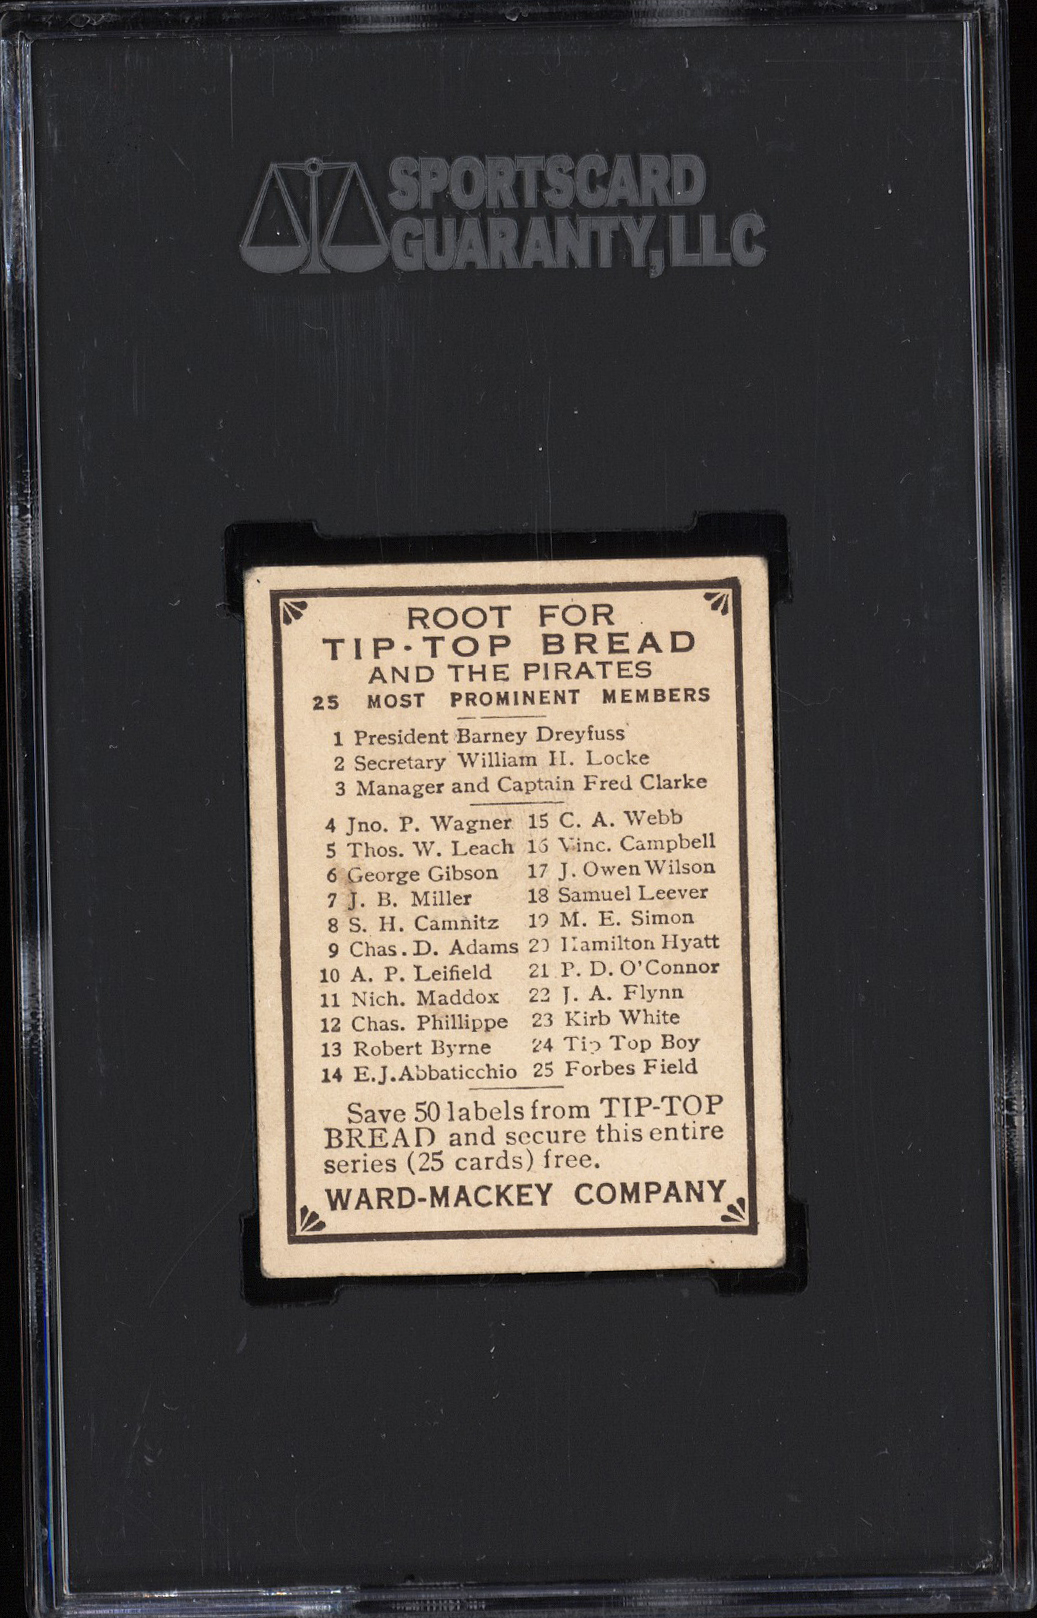 SPORTSCARD
GUARANTY, LLC
ROOT FOR
TIP·TOP BREAD
AND THE PIRATES
25 MOST PROMINENT MEMBERS
1 President Barney Dreyfuss
2 Secretary William H. Locke
3 Manager and Captain Fred Clarke
4 Jno. P. Wagner 15 C. A. Webb
5 Thos. W. Leach 16 Vinc. Campbell
6 George Gibson 17 J. Owen Wilson
7 J. B. Miller 18 Samuel Leever
8 S. H. Camnitz 19 M. E. Simon
9 Chas. D. Adams 20 Hamilton Hyatt
10 A. P. Leifield 21 P. D. O'Connor
11 Nich. Maddox 22 J. A. Flynn
12 Chas. Phillippe 23 Kirb White
13 Robert Byrne 24 Tip Top Boy
14 E.J.Abbaticchio 25 Forbes Field
Save 50 labels from TIP-TOP
BREAD and secure this entire
series (25 cards) free.
WARD-MACKEY COMPANY